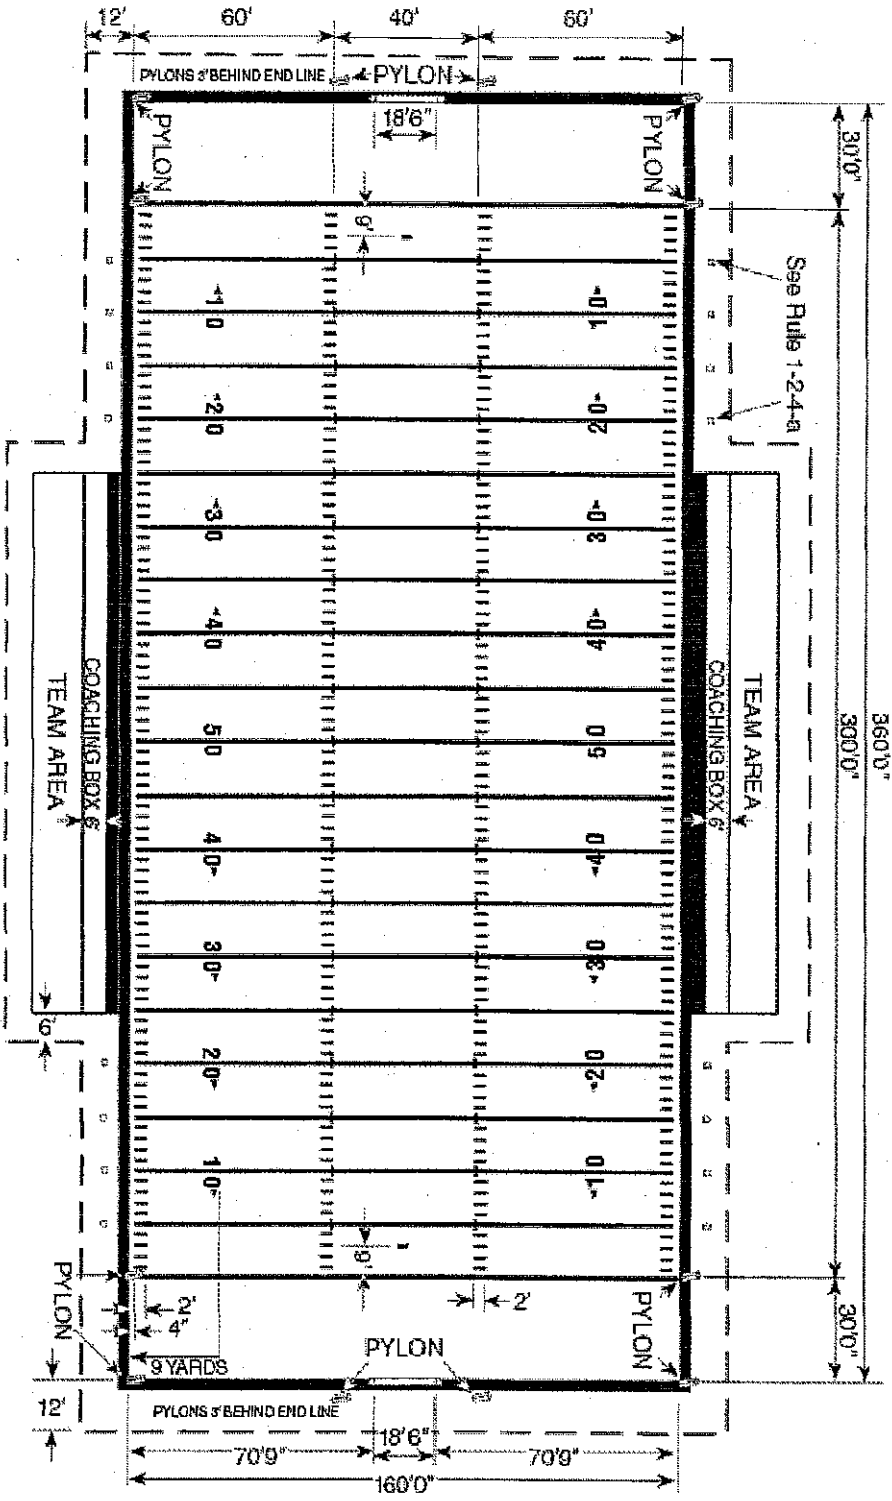 12' 60' 40' 60'
PYLONS 3' BEHIND END LINE PYLON
18'6"
PYLON PYLON
30'0"
9'
See Rule 1-2-4-a
10 10
20 20
30 30
40 40
TEAM AREA COACHING BOX 6' 50 50 COACHING BOX 6' TEAM AREA 300'0" 360'0"
40 40
30 30
6'
20 20
10 10
9'
PYLON 2' 2' PYLON 30'0"
4"
9 YARDS PYLON
12' PYLONS 3' BEHIND END LINE
70'9" 18'6" 70'9"
160'0"